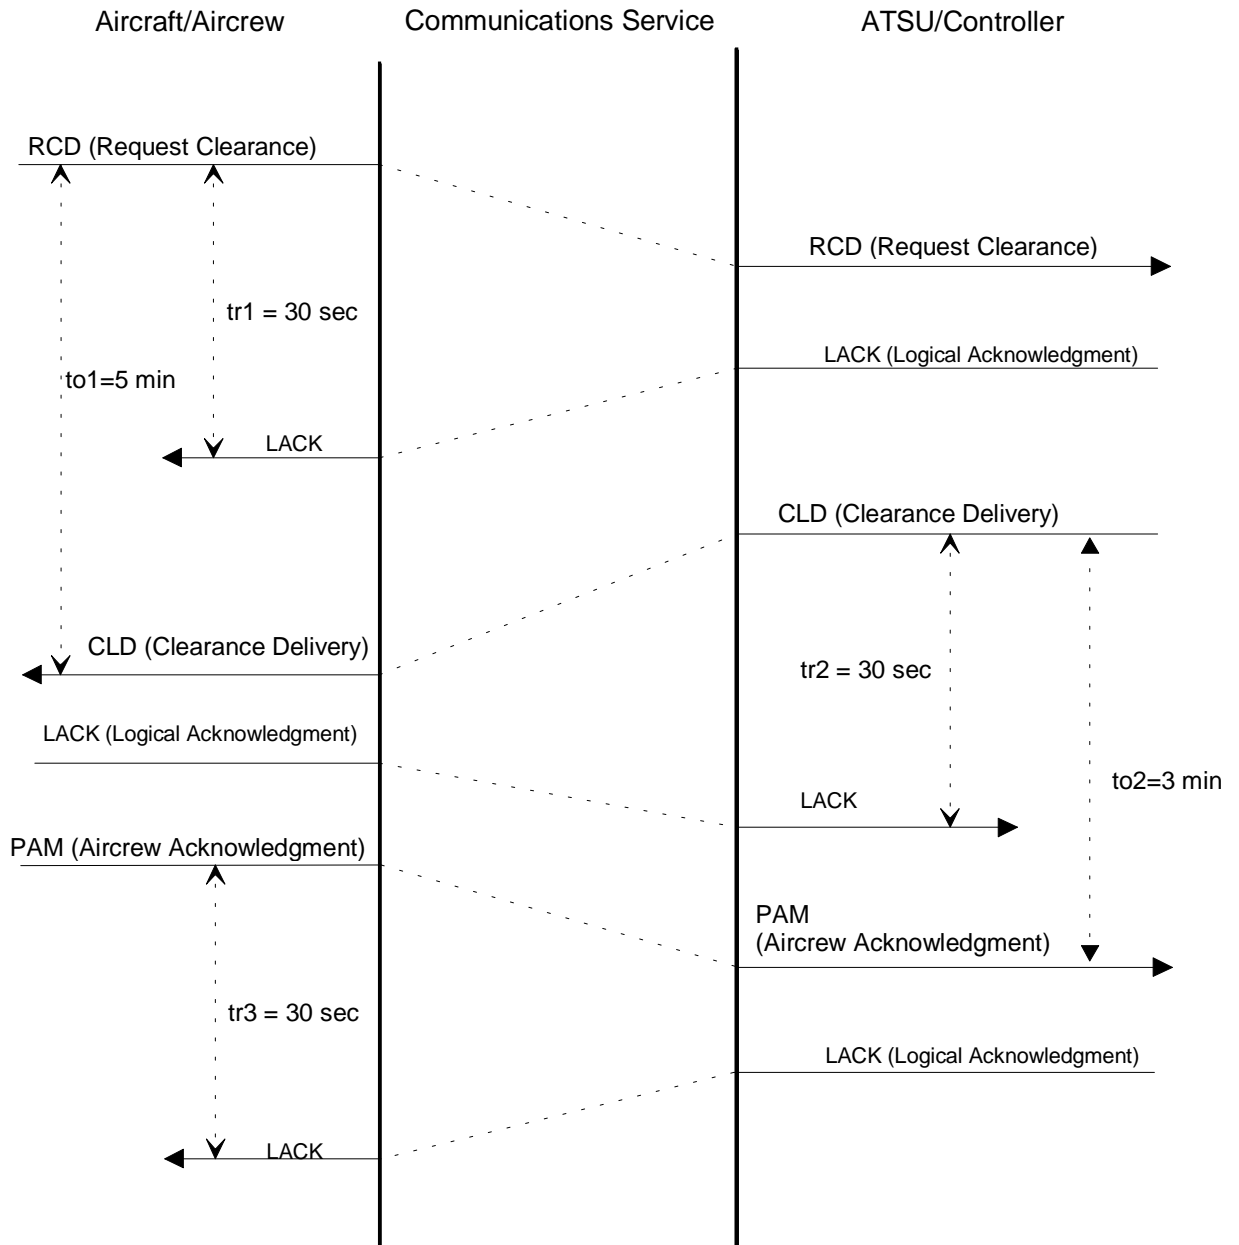 Aircraft/Aircrew
Communications Service
ATSU/Controller
RCD (Request Clearance)
RCD (Request Clearance)
tr1 = 30 sec
LACK (Logical Acknowledgment)
to1=5 min
LACK
CLD (Clearance Delivery)
CLD (Clearance Delivery)
tr2 = 30 sec
LACK (Logical Acknowledgment)
to2=3 min
LACK
PAM (Aircrew Acknowledgment)
PAM
(Aircrew Acknowledgment)
tr3 = 30 sec
LACK (Logical Acknowledgment)
LACK